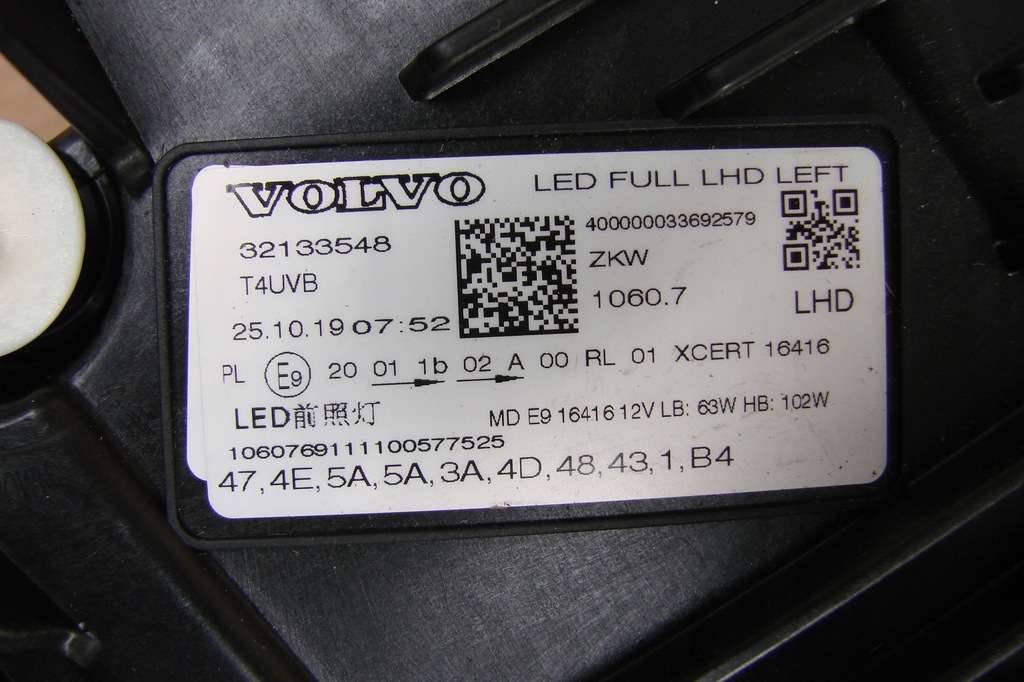 VOLVO LED FULL LHD LEFT
32133548 400000033692579
T4UVB ZKW
25.10.19 07:52 1060.7 LHD
PL E9 20 01 1b 02 A 00 RL 01 XCERT 16416
LED前照灯 MD E9 16416 12V LB: 63W HB: 102W
1060769111100577525
47,4E,5A,5A,3A,4D,48,43,1,B4